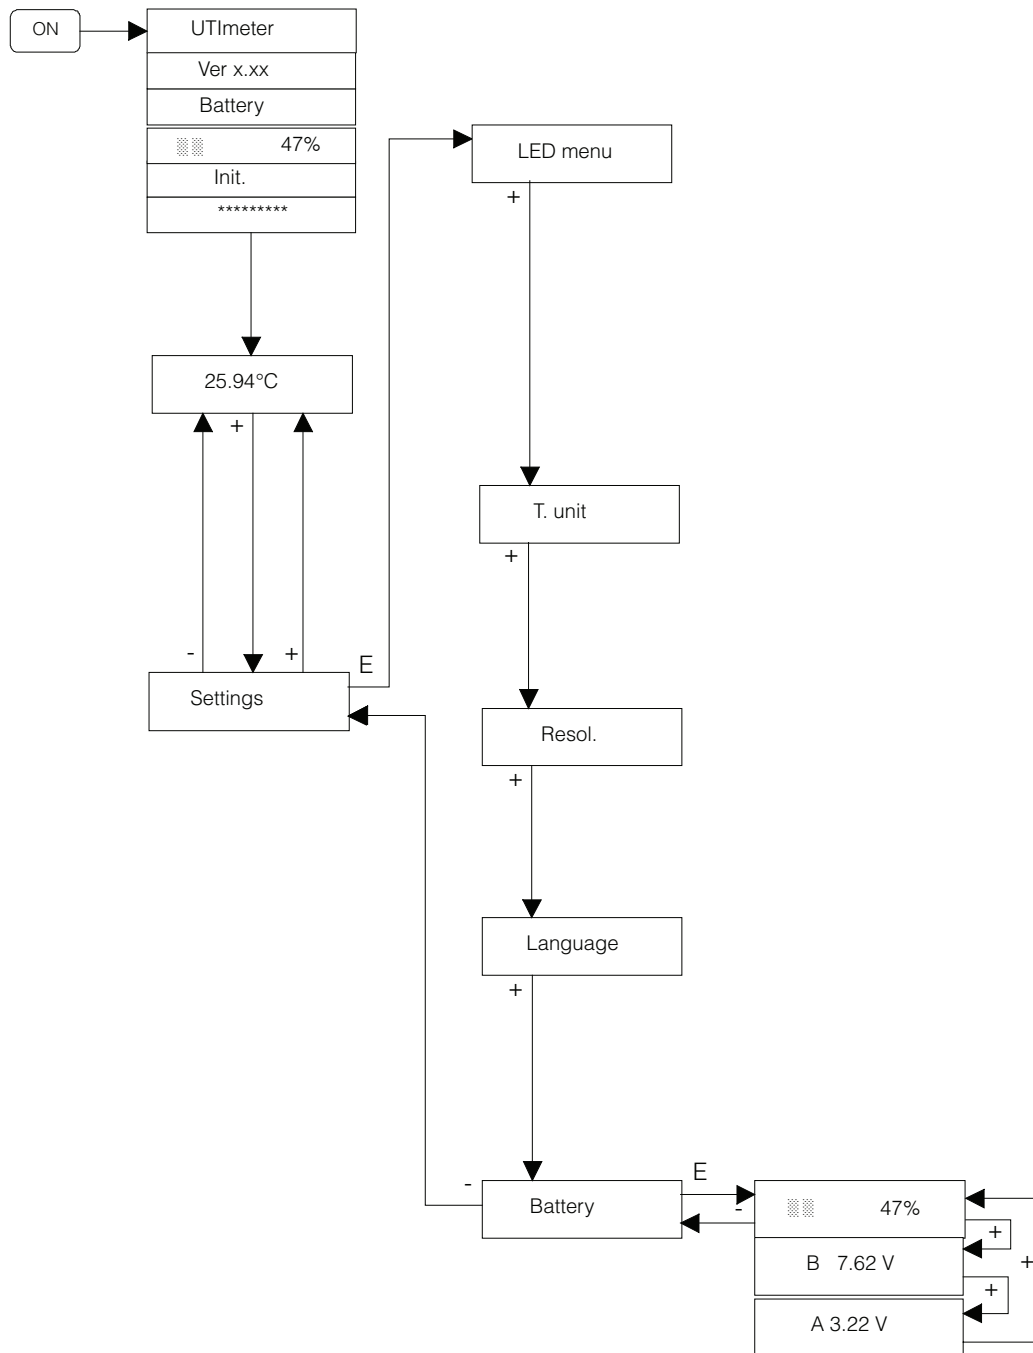 ON
UTImeter
Ver x.xx
Battery
47%
Init.
*********
25.94°C
+
-
+
Settings
E
LED menu
+
T. unit
+
Resol.
+
Language
+
-
Battery
E
-
47%
+
B 7.62 V
+
+
A 3.22 V